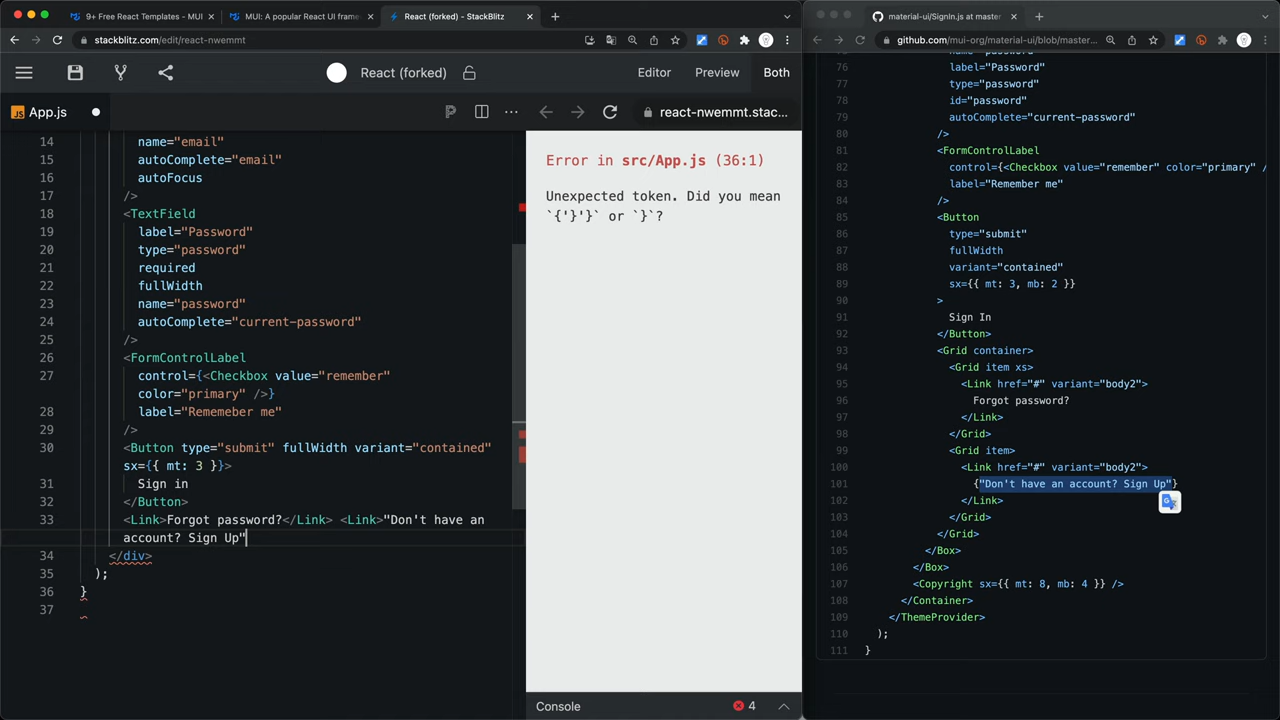 9+ Free React Templates - MUI
MUI: A popular React UI frame
React (forked) - StackBlitz
stackblitz.com/edit/react-nwemmt
React (forked)
Editor
Preview
Both
JS App.js
react-nwemmt.stac...
14 name="email"
15 autoComplete="email"
16 autoFocus
17 />
18 <TextField
19 label="Password"
20 type="password"
21 required
22 fullWidth
23 name="password"
24 autoComplete="current-password"
25 />
26 <FormControlLabel
27 control={<Checkbox value="remember"
color="primary" />}
28 label="Rememeber me"
29 />
30 <Button type="submit" fullWidth variant="contained"
sx={{ mt: 3 }}>
31 Sign in
32 </Button>
33 <Link>Forgot password?</Link> <Link>"Don't have an
account? Sign Up"
34 </div>
35 );
36 }
37
Error in src/App.js (36:1)
Unexpected token. Did you mean
`{'}'}` or `&rbrace;`?
Console
4
material-ui/SignIn.js at master
github.com/mui-org/material-ui/blob/master...
76 label="Password"
77 type="password"
78 id="password"
79 autoComplete="current-password"
80 />
81 <FormControlLabel
82 control={<Checkbox value="remember" color="primary" /
83 label="Remember me"
84 />
85 <Button
86 type="submit"
87 fullWidth
88 variant="contained"
89 sx={{ mt: 3, mb: 2 }}
90 >
91 Sign In
92 </Button>
93 <Grid container>
94 <Grid item xs>
95 <Link href="#" variant="body2">
96 Forgot password?
97 </Link>
98 </Grid>
99 <Grid item>
100 <Link href="#" variant="body2">
101 {"Don't have an account? Sign Up"}
102 </Link>
103 </Grid>
104 </Grid>
105 </Box>
106 </Box>
107 <Copyright sx={{ mt: 8, mb: 4 }} />
108 </Container>
109 </ThemeProvider>
110 );
111 }